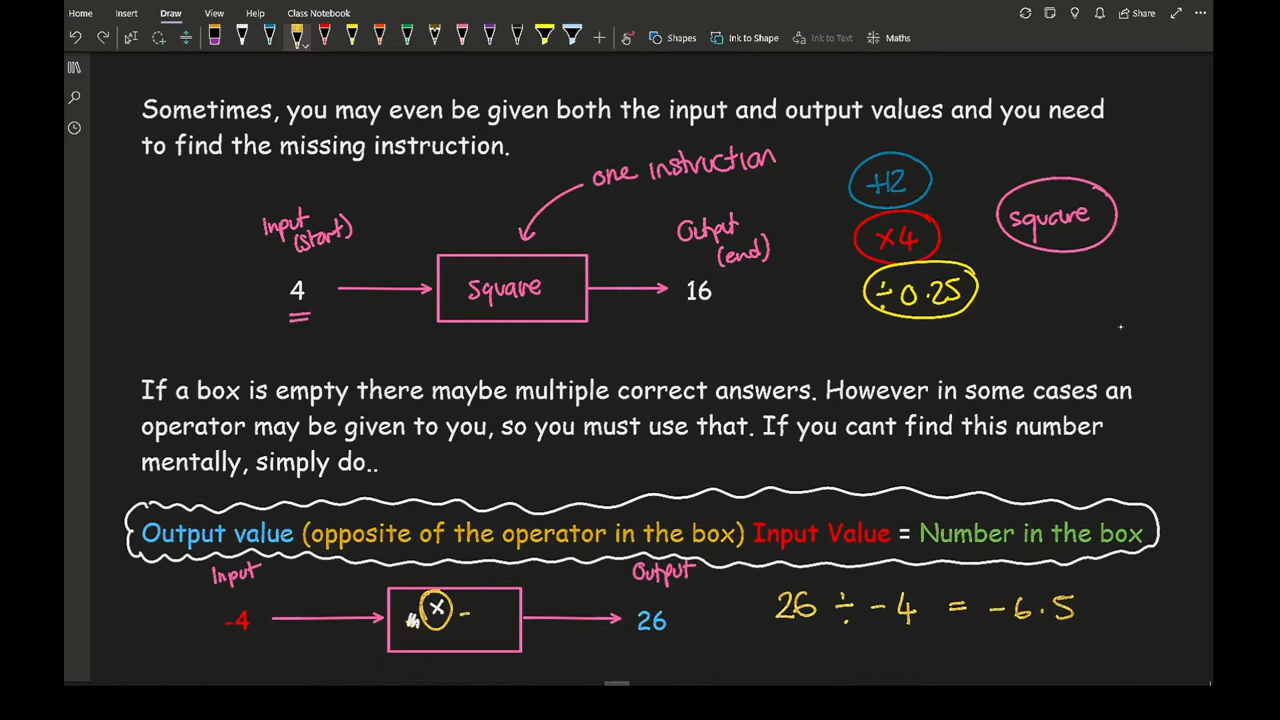 Home Insert Draw View Help Class Notebook Share
Shapes Ink to Shape Ink to Text Maths
Sometimes, you may even be given both the input and output values and you need
to find the missing instruction.
one instruction
+12
square
Input
(start)
×4
Output
(end)
4 square 16
÷0.25
If a box is empty there maybe multiple correct answers. However in some cases an
operator may be given to you, so you must use that. If you cant find this number
mentally, simply do..
Output value (opposite of the operator in the box) Input Value = Number in the box
Input Output
-4 × - 26
26 ÷ -4 = -6.5